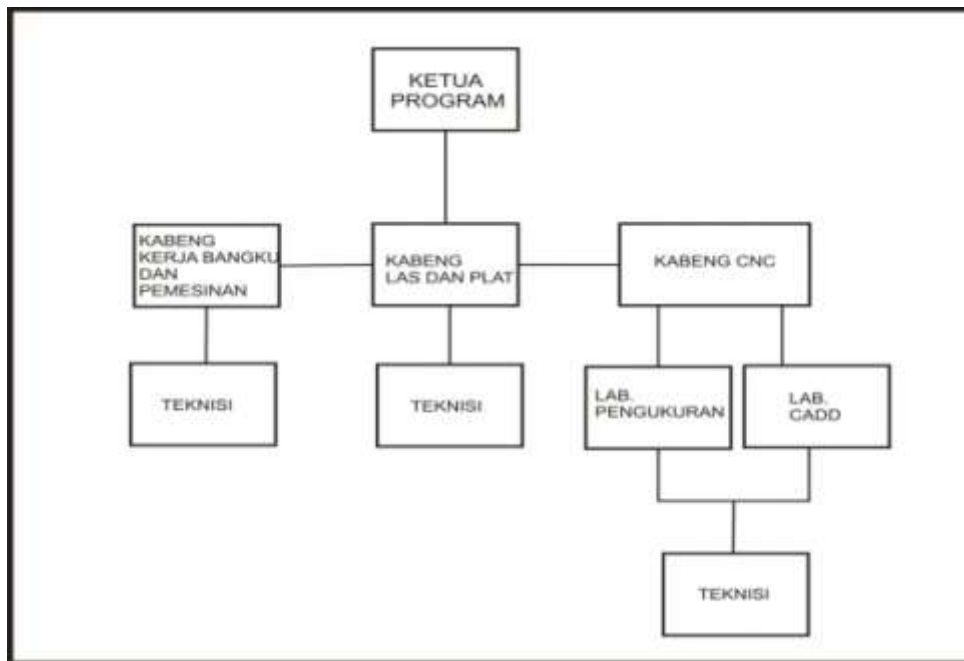 KETUA
PROGRAM
KABENG
KERJA BANGKU
DAN
PEMESINAN
KABENG
LAS DAN PLAT
KABENG CNC
TEKNISI
TEKNISI
LAB.
PENGUKURAN
LAB.
CADD
TEKNISI